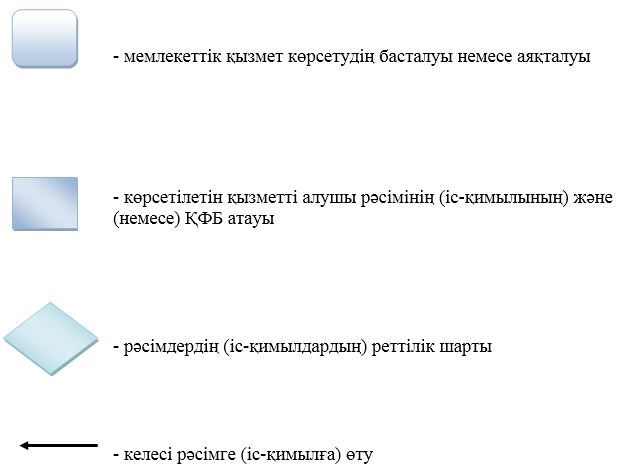 - мемлекеттік қызмет көрсетудің басталуы немесе аяқталуы
- көрсетілетін қызметті алушы рәсімінің (іс-қимылының) және
(немесе) ҚФБ атауы
- рәсімдердің (іс-қимылдардың) реттілік шарты
- келесі рәсімге (іс-қимылға) өту